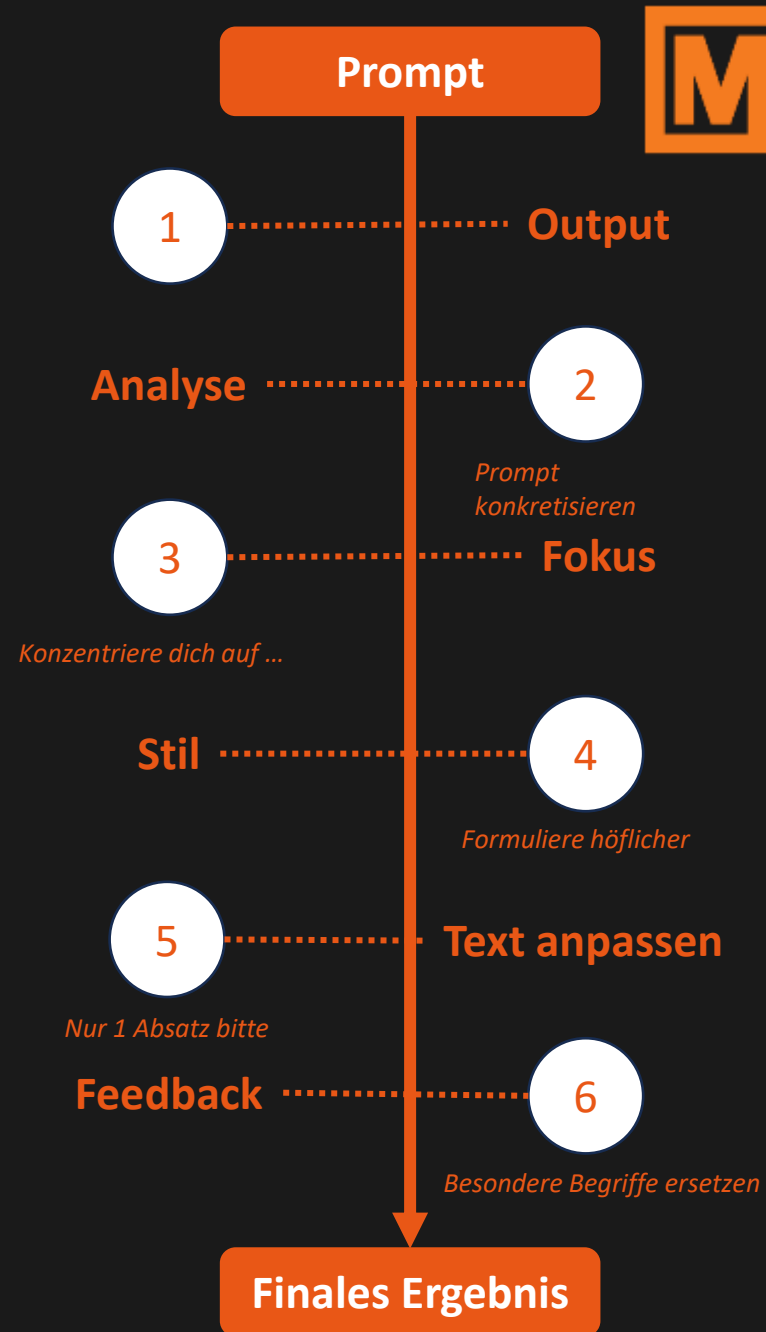 Prompt
M
1
Output
Analyse
2
Prompt
konkretisieren
3
Fokus
Konzentriere dich auf ...
Stil
4
Formuliere höflicher
5
Text anpassen
Nur 1 Absatz bitte
Feedback
6
Besondere Begriffe ersetzen
Finales Ergebnis